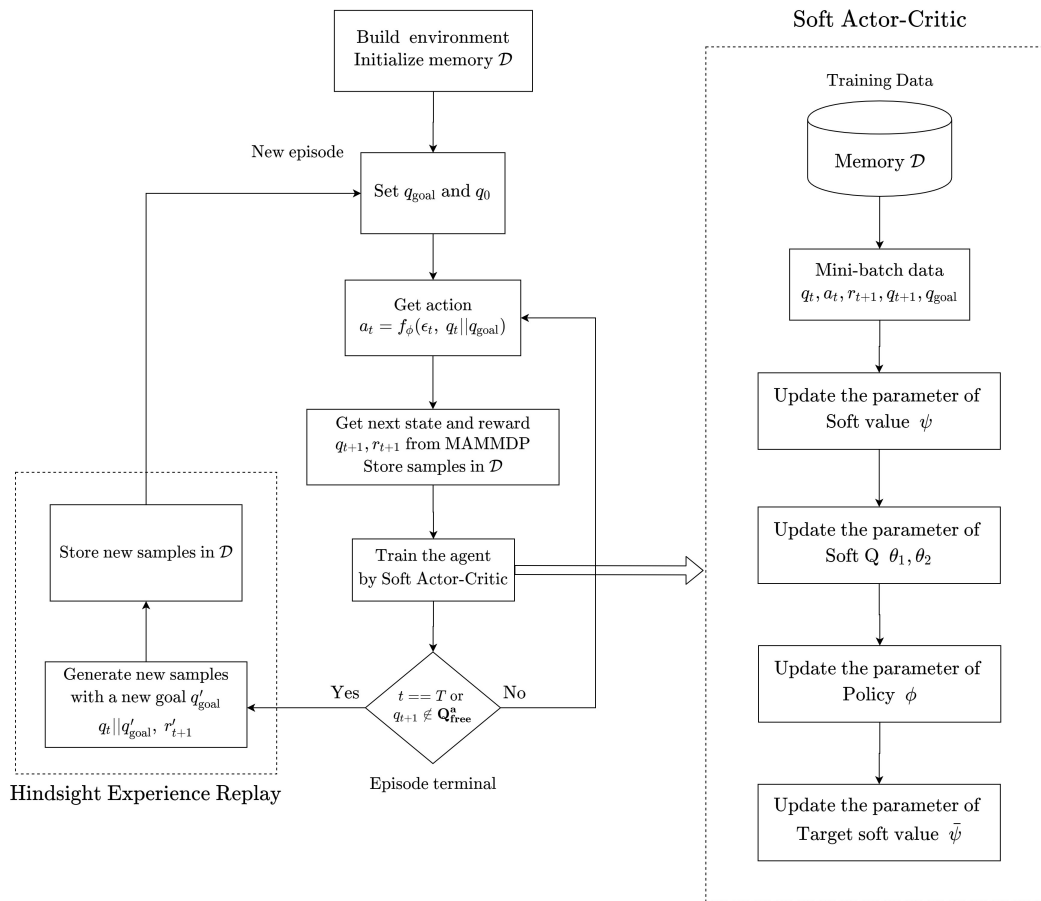 Build environment
Initialize memory 𝒟
New episode
Set q_goal and q_0
Get action
a_t = f_ϕ(ϵ_t, q_t||q_goal)
Get next state and reward
q_{t+1}, r_{t+1} from MAMMDP
Store samples in 𝒟
Train the agent
by Soft Actor-Critic
t == T or
q_{t+1} ∉ Q^a_free
Yes
No
Episode terminal
Generate new samples
with a new goal q′_goal
q_t||q′_goal, r′_{t+1}
Store new samples in 𝒟
Hindsight Experience Replay
Soft Actor-Critic
Training Data
Memory 𝒟
Mini-batch data
q_t, a_t, r_{t+1}, q_{t+1}, q_goal
Update the parameter of
Soft value ψ
Update the parameter of
Soft Q θ_1, θ_2
Update the parameter of
Policy ϕ
Update the parameter of
Target soft value ψ̄